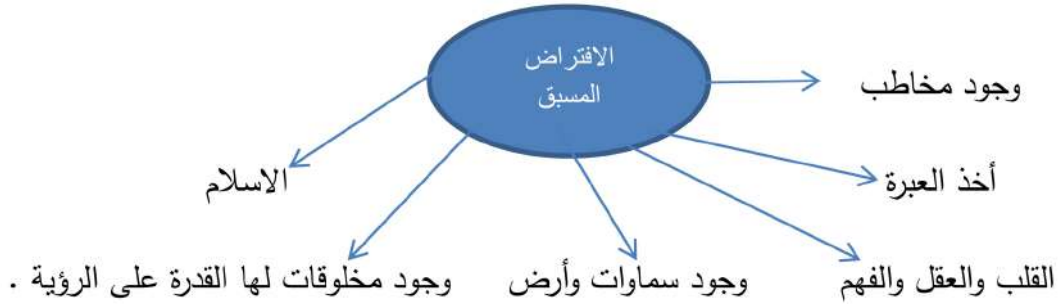 الافتراض
المسبق
وجود مخاطب
أخذ العبرة
الاسلام
القلب والعقل والفهم
وجود سماوات وأرض
وجود مخلوقات لها القدرة على الرؤية .